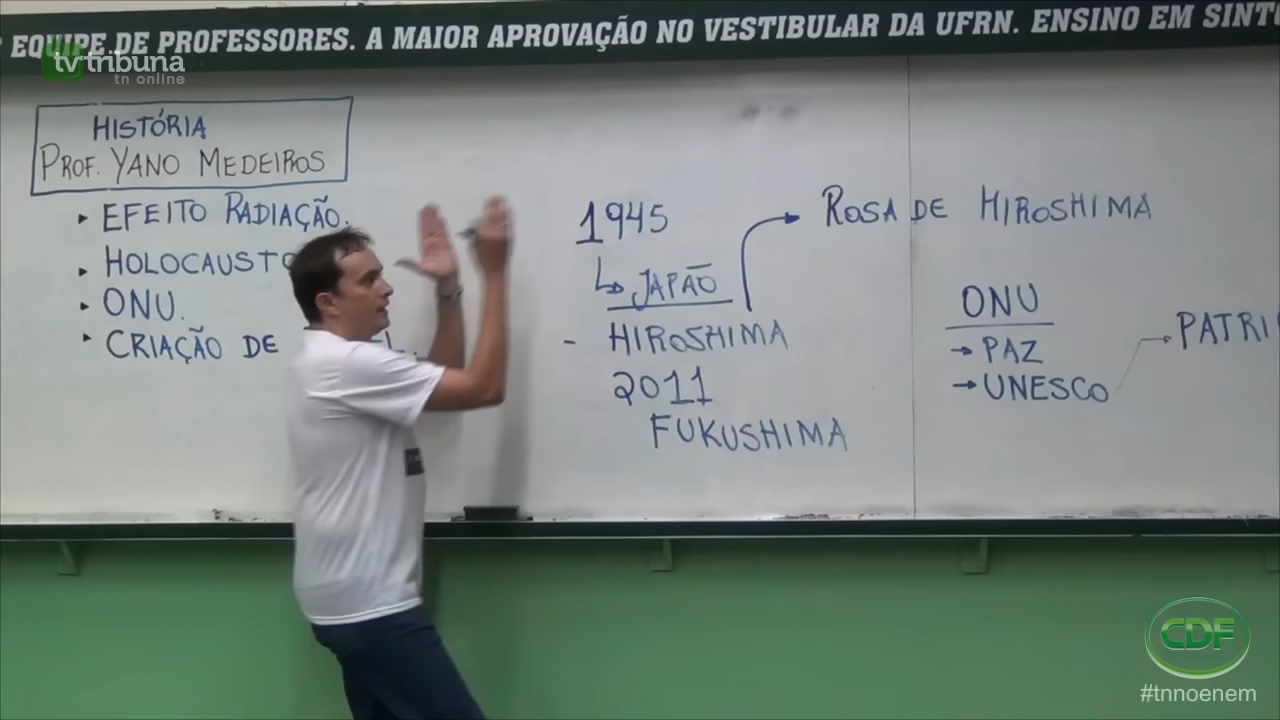 EQUIPE DE PROFESSORES. A MAIOR APROVAÇÃO NO VESTIBULAR DA UFRN. ENSINO EM
tv tribuna
tn online
HISTÓRIA
PROF. YANO MEDEIROS
▸ EFEITO RADIAÇÃO.
▸ HOLOCAUSTO
▸ ONU.
▸ CRIAÇÃO DE
1945
JAPÃO
- HIROSHIMA
2011
FUKUSHIMA
ROSA DE HIROSHIMA
ONU
→ PAZ
→ UNESCO
CDF
#tnnoenem